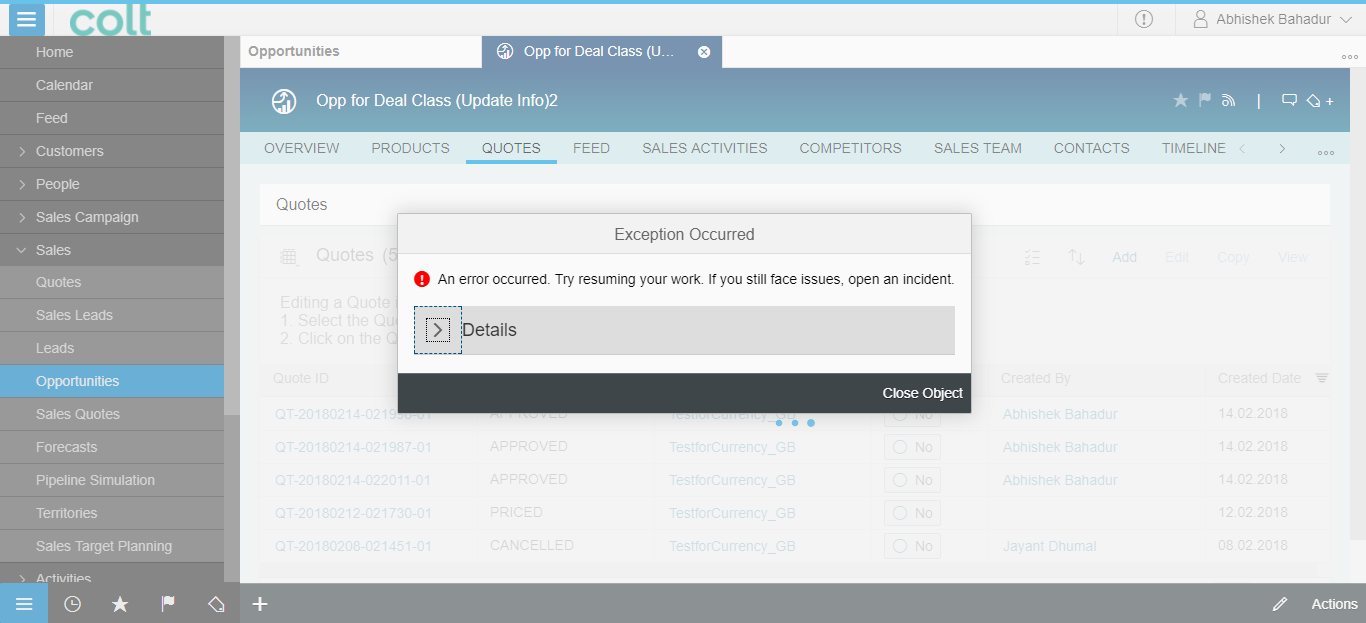 colt
Abhishek Bahadur
Home
Calendar
Feed
Customers
People
Sales Campaign
Sales
Quotes
Sales Leads
Leads
Opportunities
Sales Quotes
Forecasts
Pipeline Simulation
Territories
Sales Target Planning
Activities
Opportunities
Opp for Deal Class (U...
Opp for Deal Class (Update Info)2
OVERVIEW PRODUCTS QUOTES FEED SALES ACTIVITIES COMPETITORS SALES TEAM CONTACTS TIMELINE
Quotes
Quotes (5
Add Edit Copy View
Editing a Quote
1. Select the Qu
2. Click on the Q
Exception Occurred
An error occurred. Try resuming your work. If you still face issues, open an incident.
Details
Close Object
Quote ID Created By Created Date
QT-20180214-021998-01 APPROVED TestforCurrency_GB No Abhishek Bahadur 14.02.2018
QT-20180214-021987-01 APPROVED TestforCurrency_GB No Abhishek Bahadur 14.02.2018
QT-20180214-022011-01 APPROVED TestforCurrency_GB No Abhishek Bahadur 14.02.2018
QT-20180212-021730-01 PRICED TestforCurrency_GB No 12.02.2018
QT-20180208-021451-01 CANCELLED TestforCurrency_GB No Jayant Dhumal 08.02.2018
Actions